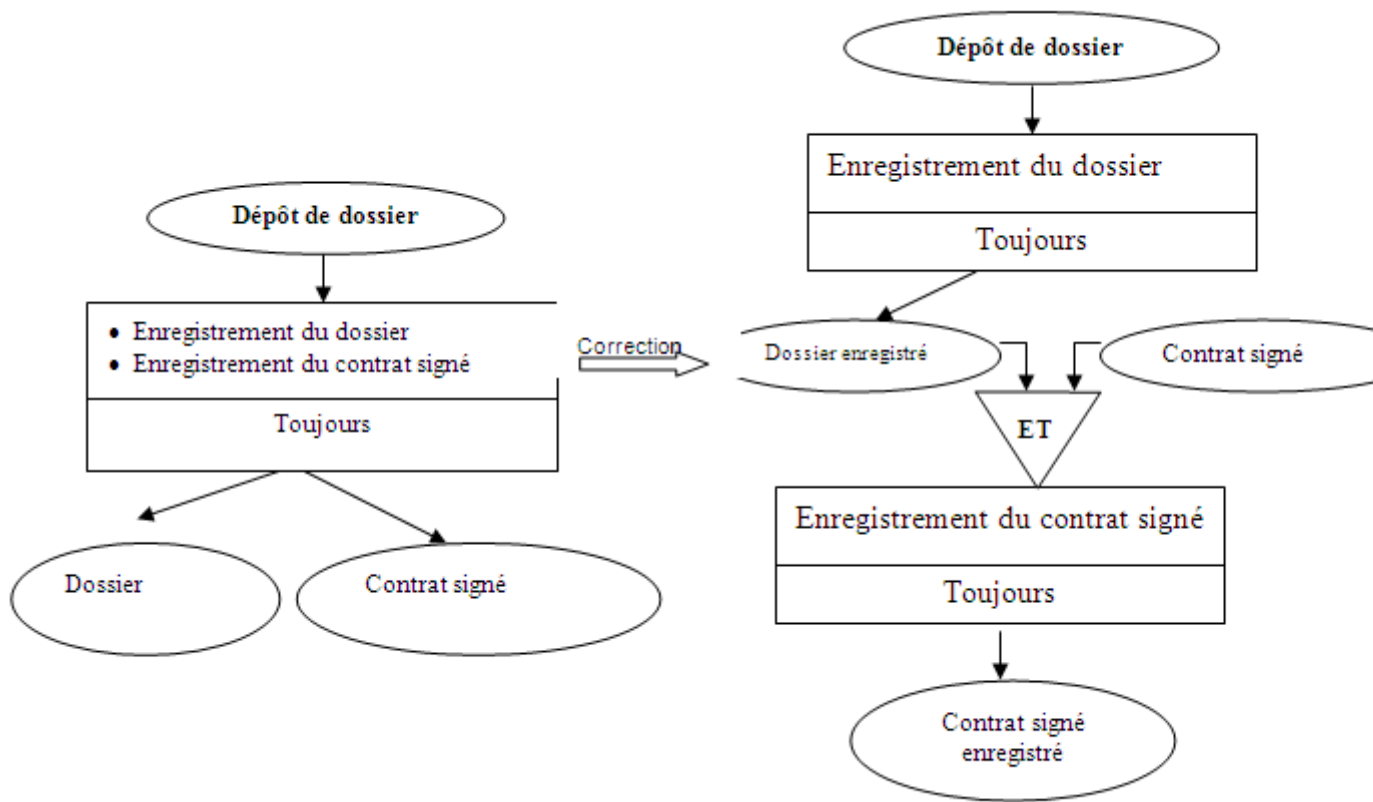 Dépôt de dossier
• Enregistrement du dossier
• Enregistrement du contrat signé
Toujours
Dossier
Contrat signé
Correction
Dépôt de dossier
Enregistrement du dossier
Toujours
Dossier enregistré
Contrat signé
ET
Enregistrement du contrat signé
Toujours
Contrat signé
enregistré